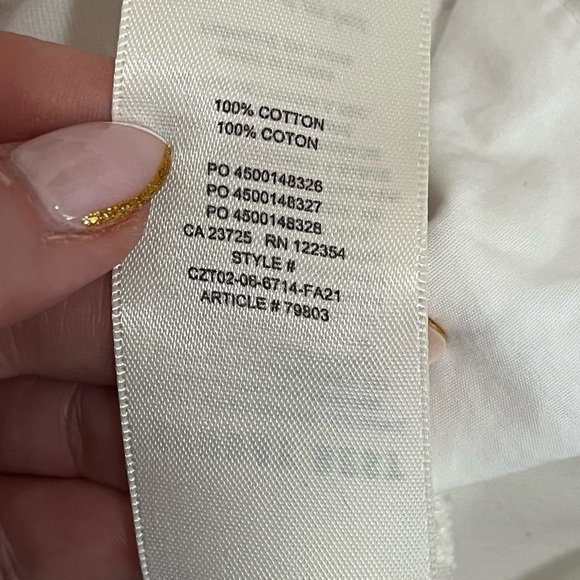 100% COTTON
100% COTON
PO 4500148326
PO 4500148327
PO 4500148328
CA 23725 RN 122354
STYLE #
CZT02-06-6714-FA21
ARTICLE # 79803